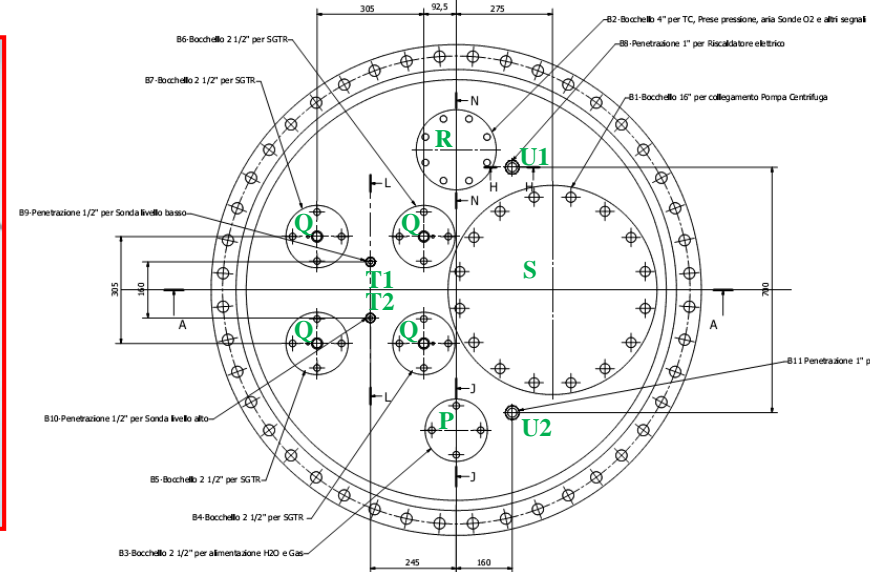 305
92,5
275
B2-Bocchello 4" per TC, Prese pressione, aria Sonde O2 e altri segnali
B6-Bocchello 2 1/2" per SGTR
B8-Penetrazione 1" per Riscaldatore elettrico
B7-Bocchello 2 1/2" per SGTR
B1-Bocchello 16" per collegamento Pompa Centrifuga
N
R
U1
L
H
H
N
B9-Penetrazione 1/2" per Sonda livello basso
Q
Q
S
T1
305
160
T2
700
A
A
Q
Q
B11 Penetrazione 1" p
J
L
B10-Penetrazione 1/2" per Sonda livello alto
P
U2
B5-Bocchello 2 1/2" per SGTR
J
B4-Bocchello 2 1/2" per SGTR
B3-Bocchello 2 1/2" per alimentazione H2O e Gas
245
160